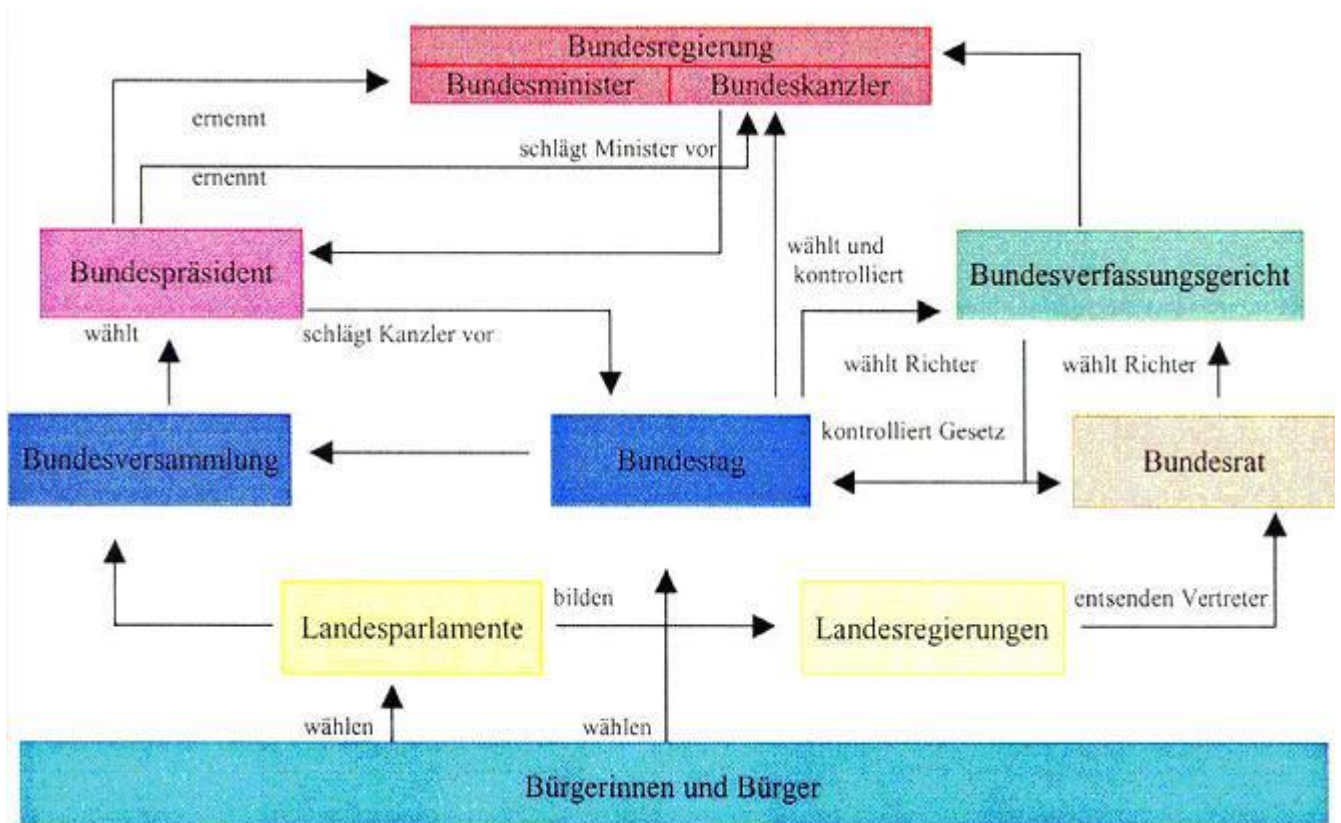 Bundesregierung
Bundesminister
Bundeskanzler
ernennt
schlägt Minister vor
ernennt
Bundespräsident
wählt und
kontrolliert
Bundesverfassungsgericht
wählt
schlägt Kanzler vor
wählt Richter
wählt Richter
Bundesversammlung
Bundestag
kontrolliert Gesetz
Bundesrat
bilden
entsenden Vertreter
Landesparlamente
Landesregierungen
wählen
wählen
Bürgerinnen und Bürger